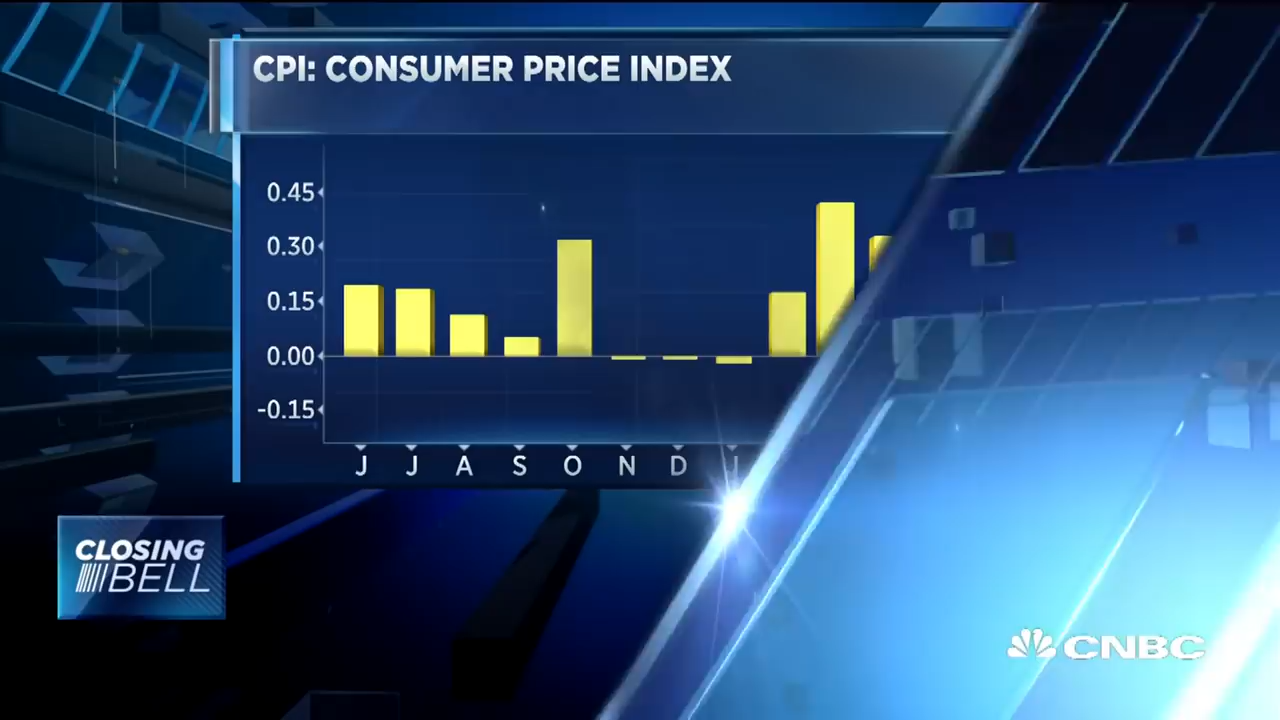 CPI: CONSUMER PRICE INDEX
0.45
0.30
0.15
0.00
-0.15
J J A S O N D J
CLOSING
BELL
CNBC